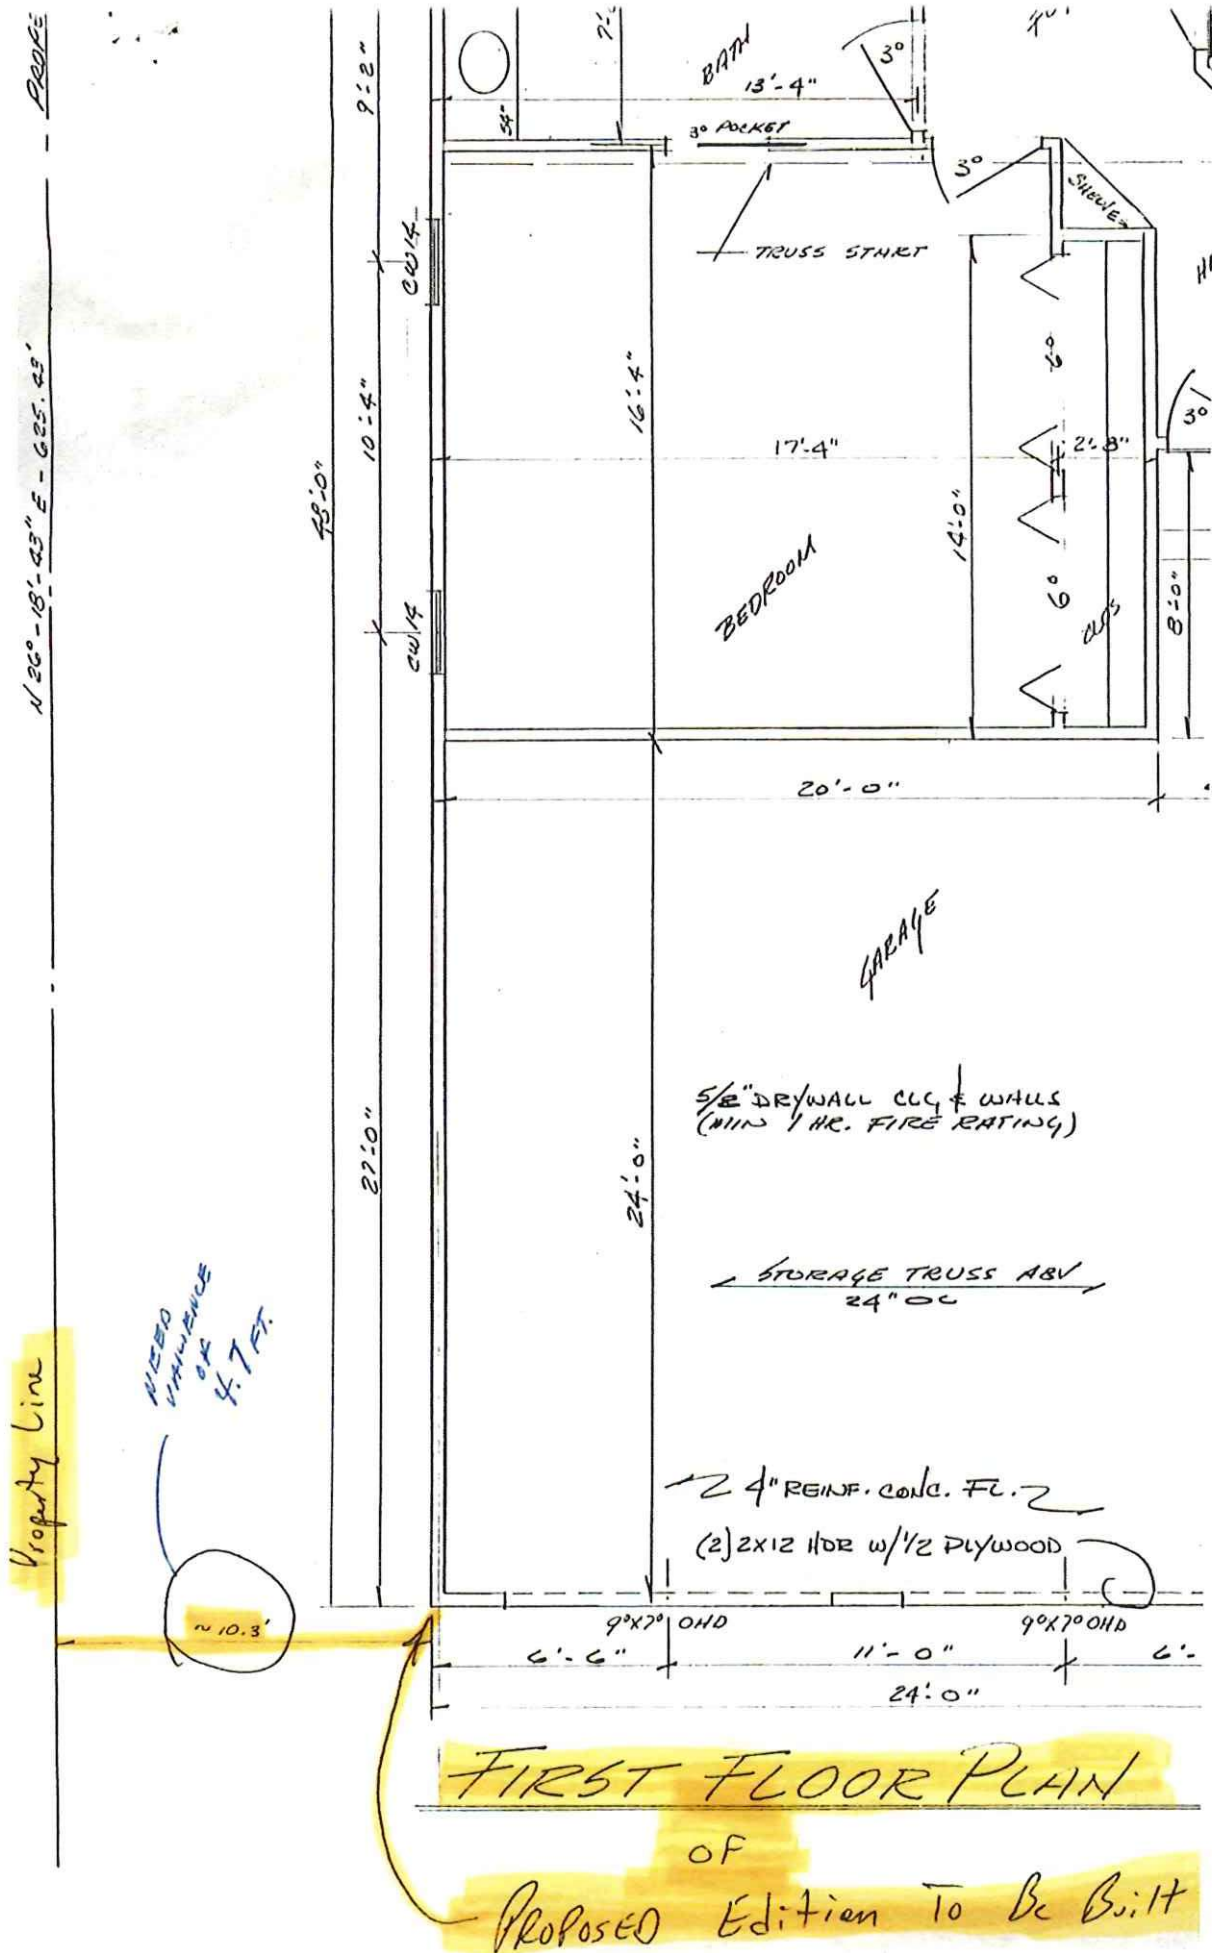 BATH
3°
13'-4"
9'-2"
54"
3° POCKET
3°
SHELVES
TRUSS START
CW14
N 26°-18'-43" E - 625.43'
10'-4"
16'-4"
6°
3°
17'-4"
2'-8"
48'-0"
14'-0"
BEDROOM
6°
CW14
8'-0"
20'-0"
GARAGE
5/8" DRYWALL CLG & WALLS
(MIN 1 HR. FIRE RATING)
24'-0"
STORAGE TRUSS ABV
24" OC
NEED
VARIENCE
OF
4.7 FT.
Property Line
4" REINF. CONC. FL.
(2) 2X12 HDR W/ 1/2 PLYWOOD
~ 10.3'
9°X7° OHD
9°X7° OHD
6'-6"
11'-0"
6'-
24'-0"
FIRST FLOOR PLAN
OF
PROPOSED Edition To Be Built